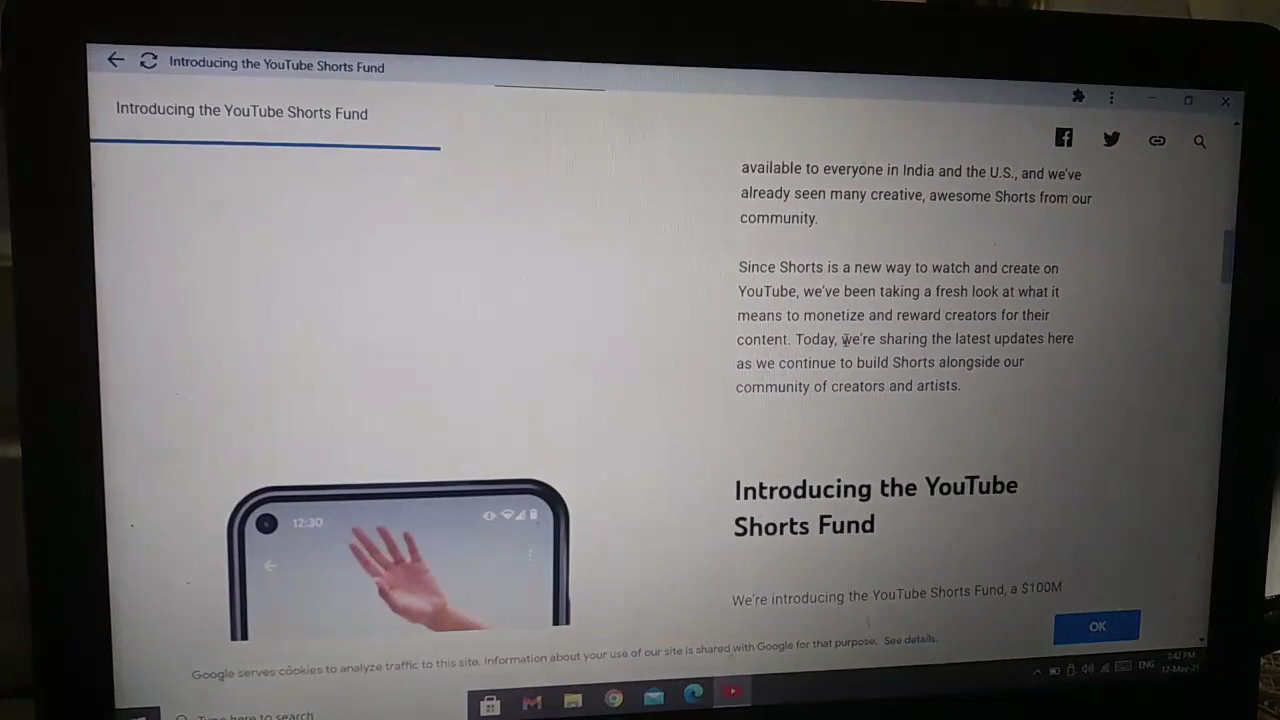 Introducing the YouTube Shorts Fund
Introducing the YouTube Shorts Fund
available to everyone in India and the U.S., and we've
already seen many creative, awesome Shorts from our
community.
Since Shorts is a new way to watch and create on
YouTube, we've been taking a fresh look at what it
means to monetize and reward creators for their
content. Today, we're sharing the latest updates here
as we continue to build Shorts alongside our
community of creators and artists.
12:30
Introducing the YouTube
Shorts Fund
We're introducing the YouTube Shorts Fund, a $100M
OK
Google serves cookies to analyze traffic to this site. Information about your use of our site is shared with Google for that purpose. See details.
ENG
Type here to search